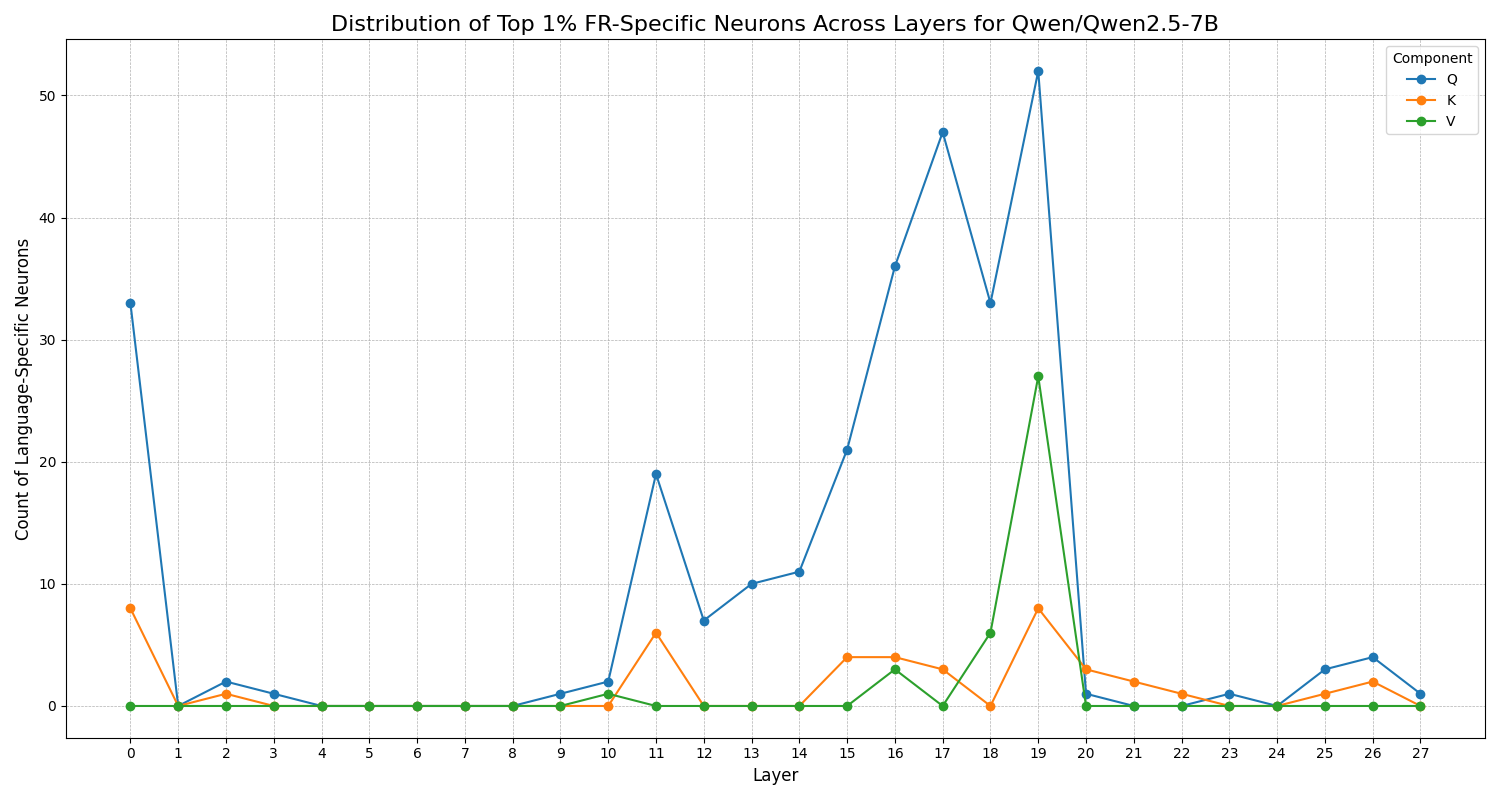 Distribution of Top 1% FR-Specific Neurons Across Layers for Qwen/Qwen2.5-7B
Component
Q
K
V
Count of Language-Specific Neurons
50
40
30
20
10
0
0 1 2 3 4 5 6 7 8 9 10 11 12 13 14 15 16 17 18 19 20 21 22 23 24 25 26 27
Layer